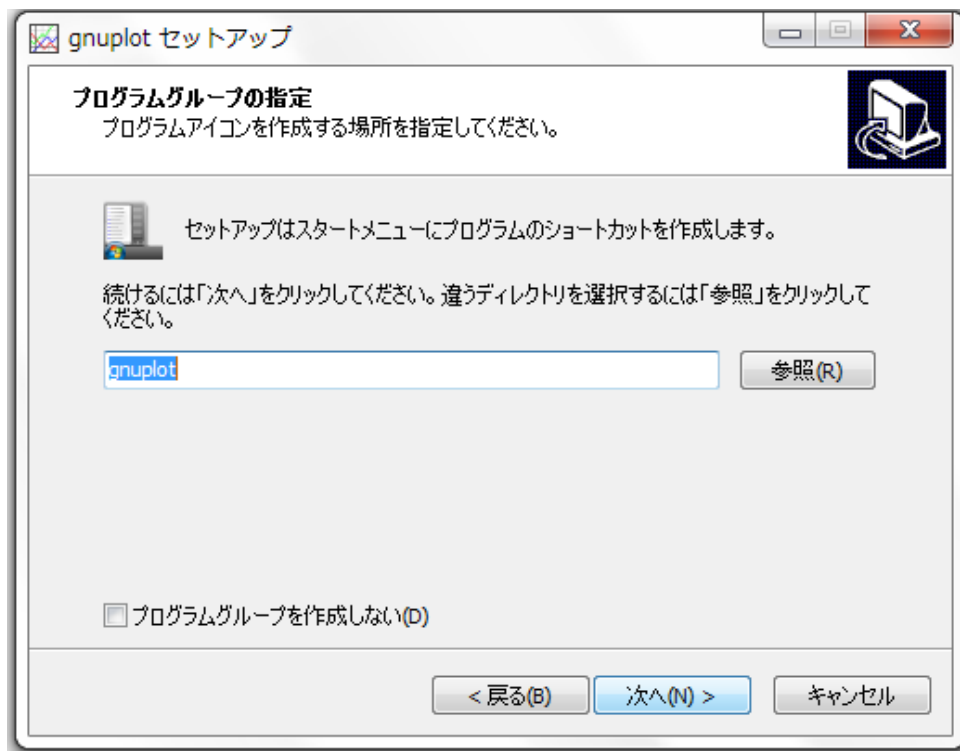 gnuplot セットアップ
プログラムグループの指定
プログラムアイコンを作成する場所を指定してください。
セットアップはスタートメニューにプログラムのショートカットを作成します。
続けるには「次へ」をクリックしてください。違うディレクトリを選択するには「参照」をクリックして
ください。
gnuplot
参照(R)
プログラムグループを作成しない(D)
< 戻る(B)
次へ(N) >
キャンセル